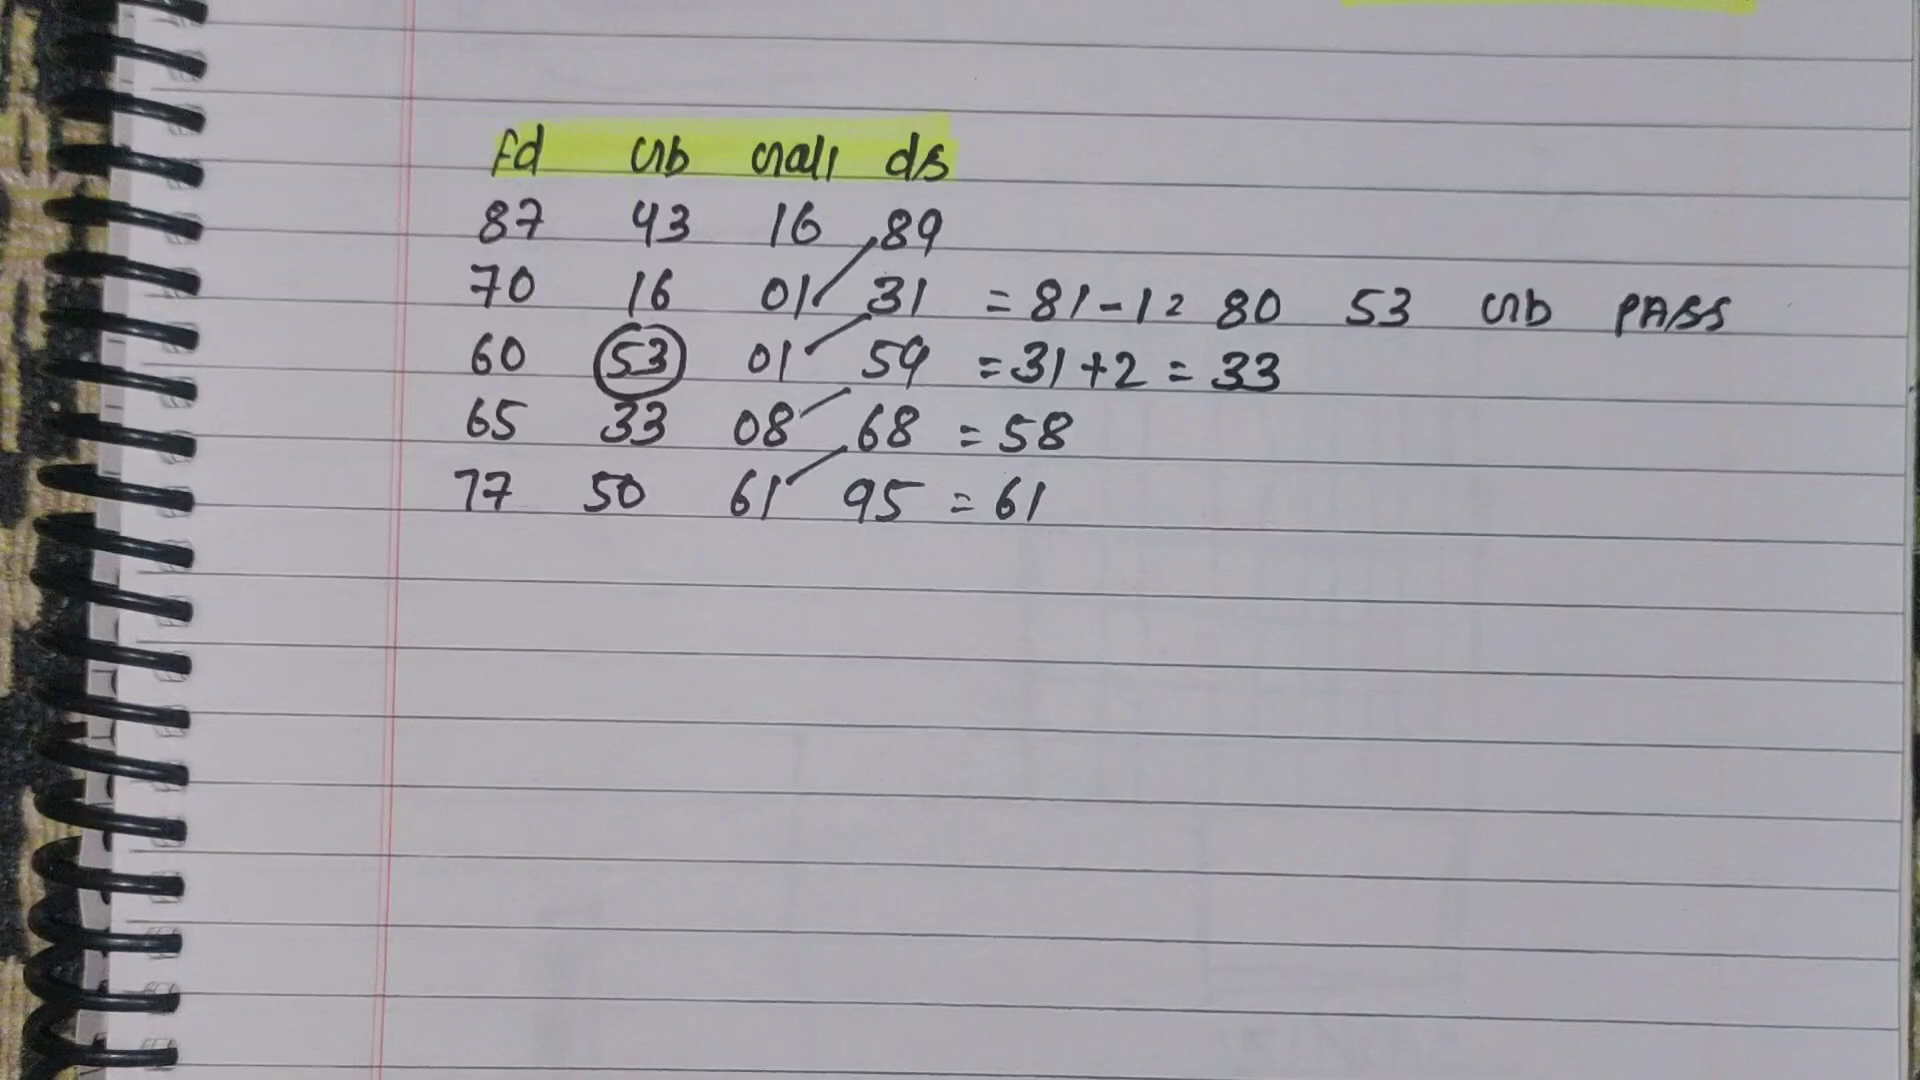 Fd GB Gali ds
87 43 16 89
70 16 01 31 = 81-1= 80 53 GB PASS
60 53 01 59 = 31+2 = 33
65 33 08 68 = 58
77 50 61 95 = 61